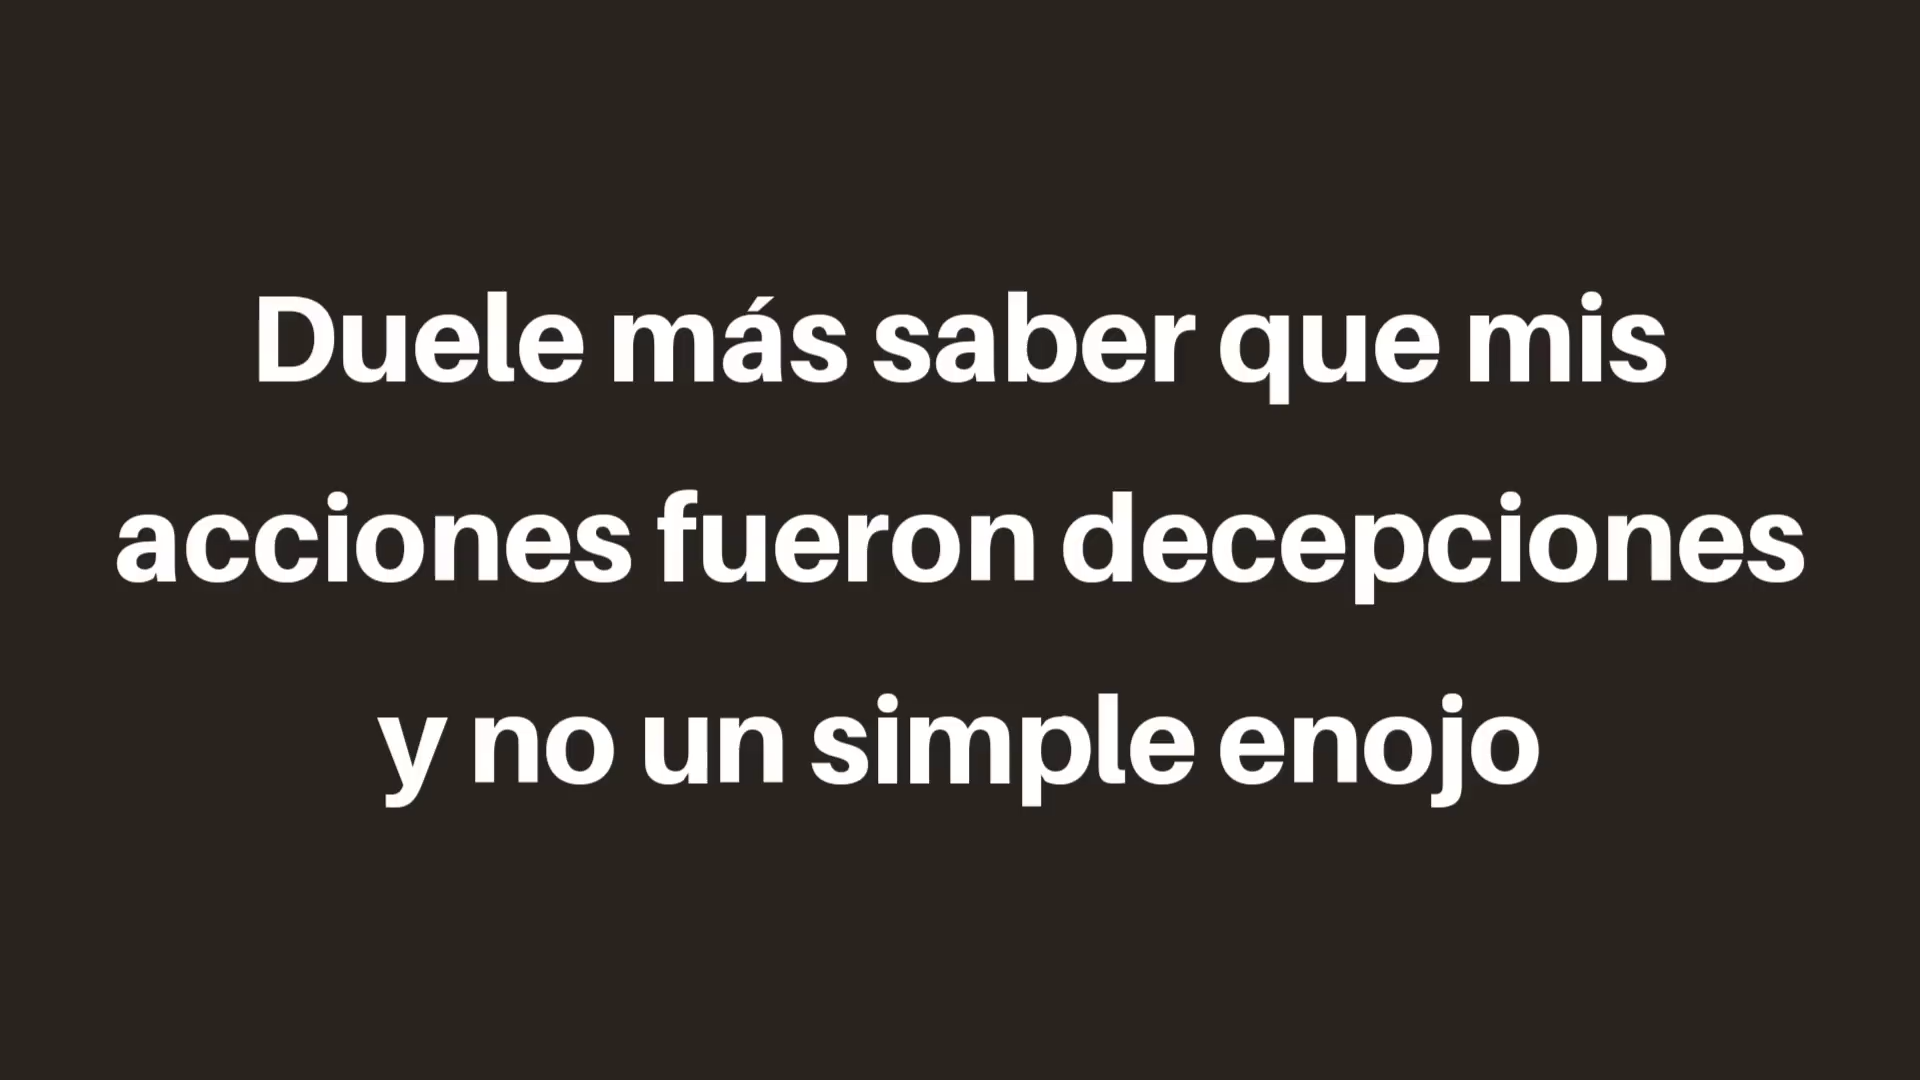 Duele más saber que mis
acciones fueron decepciones
y no un simple enojo